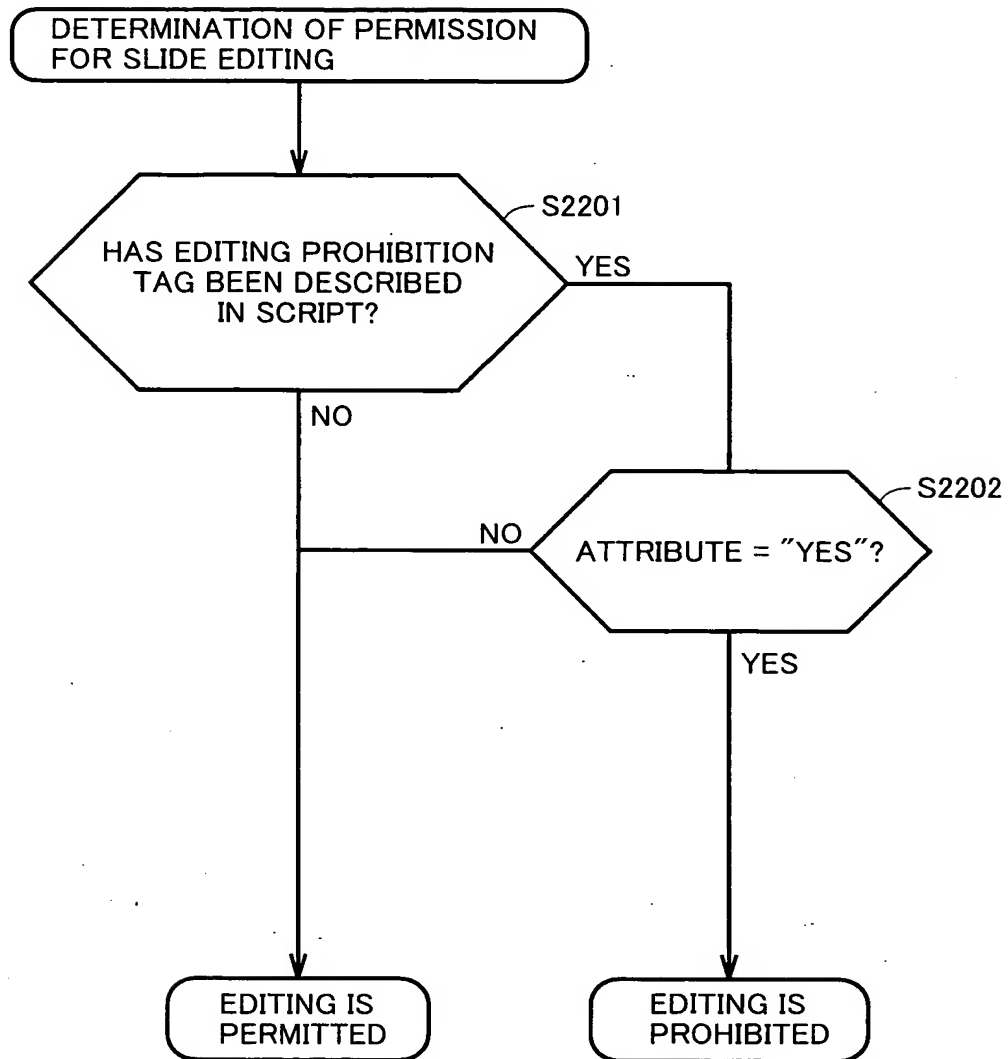 DETERMINATION OF PERMISSION
FOR SLIDE EDITING
S2201
HAS EDITING PROHIBITION
TAG BEEN DESCRIBED
IN SCRIPT?
YES
NO
S2202
NO
ATTRIBUTE = "YES"?
YES
EDITING IS
PERMITTED
EDITING IS
PROHIBITED